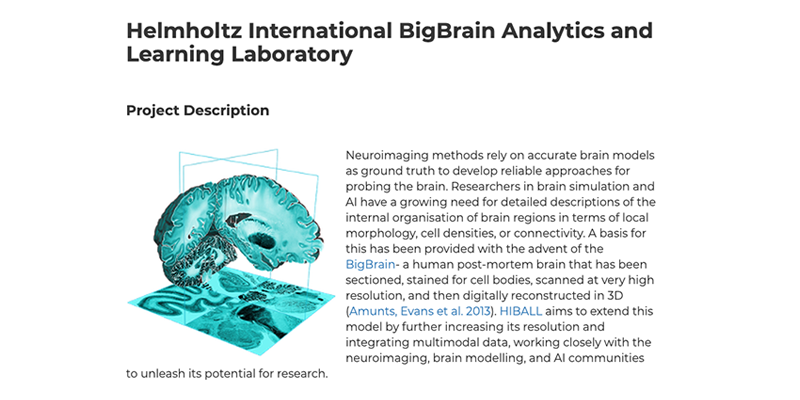 Helmholtz International BigBrain Analytics and
Learning Laboratory
Project Description
Neuroimaging methods rely on accurate brain models
as ground truth to develop reliable approaches for
probing the brain. Researchers in brain simulation and
AI have a growing need for detailed descriptions of the
internal organisation of brain regions in terms of local
morphology, cell densities, or connectivity. A basis for
this has been provided with the advent of the
BigBrain- a human post-mortem brain that has been
sectioned, stained for cell bodies, scanned at very high
resolution, and then digitally reconstructed in 3D
(Amunts, Evans et al. 2013). HIBALL aims to extend this
model by further increasing its resolution and
integrating multimodal data, working closely with the
neuroimaging, brain modelling, and AI communities
to unleash its potential for research.